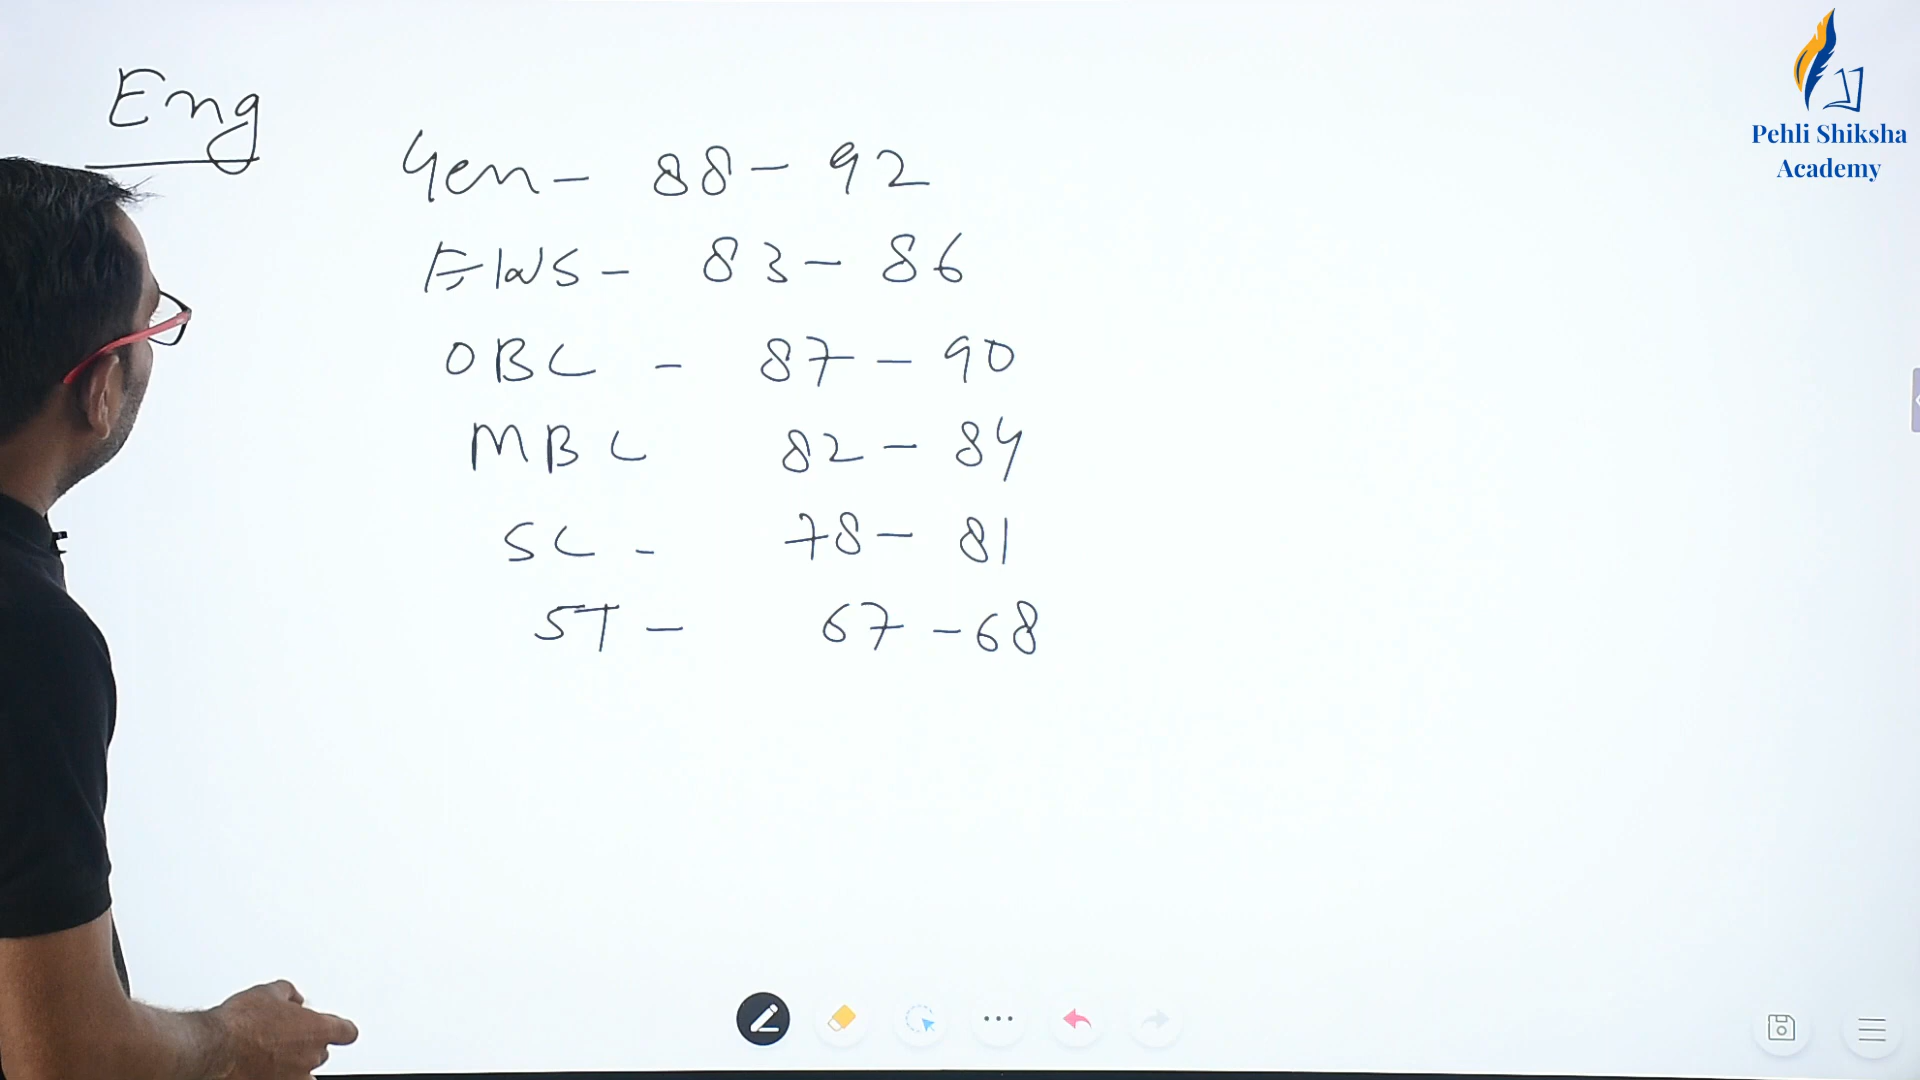 Eng
Gen - 88 - 92
EWS - 83 - 86
OBC - 87 - 90
MBC 82 - 84
SC - 78 - 81
ST - 67 - 68
Pehli Shiksha
Academy